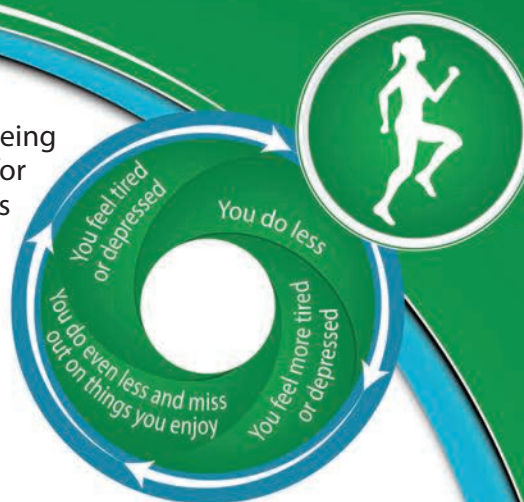 eing
or
s
You feel tired
or depressed
You do less
You feel more tired
or depressed
You do even less and miss
out on things you enjoy